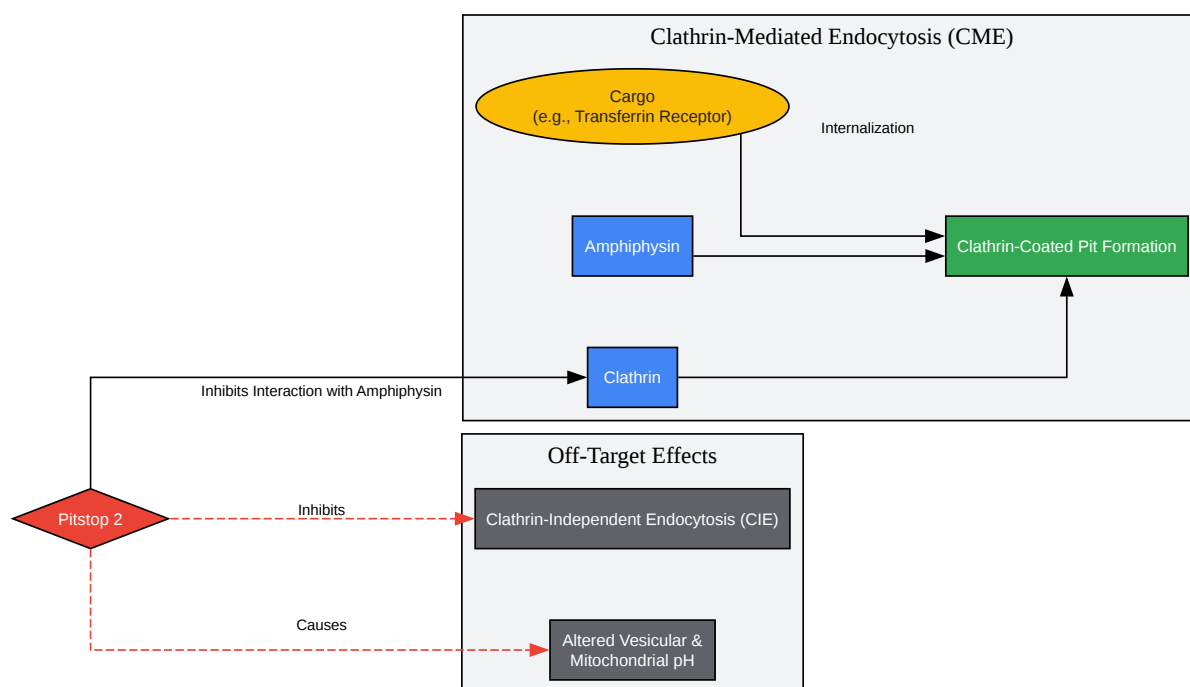 Clathrin-Mediated Endocytosis (CME)
Cargo
(e.g., Transferrin Receptor)
Internalization
Amphiphysin
Clathrin-Coated Pit Formation
Clathrin
Inhibits Interaction with Amphiphysin
Off-Target Effects
Pitstop 2
Inhibits
Clathrin-Independent Endocytosis (CIE)
Causes
Altered Vesicular &
Mitochondrial pH